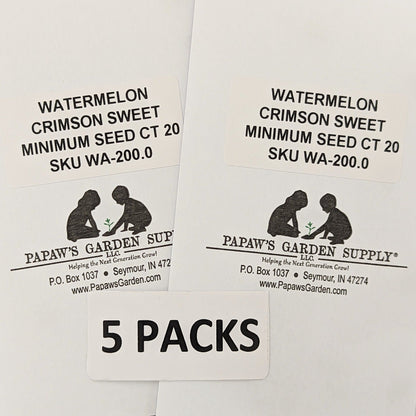 WATERMELON
CRIMSON SWEET
MINIMUM SEED CT 20
SKU WA-200.0
PAPAW'S GARDEN SUPPLY
LLC.
Helping the Next Generation Grow!
P.O. Box 1037 • Seymour, IN 472
www.PapawsGarden.com
WATERMELON
CRIMSON SWEET
MINIMUM SEED CT 20
SKU WA-200.0
PAPAW'S GARDEN SUPPLY®
LLC.
Helping the Next Generation Grow!
P.O. Box 1037 • Seymour, IN 47274
www.PapawsGarden.com
5 PACKS